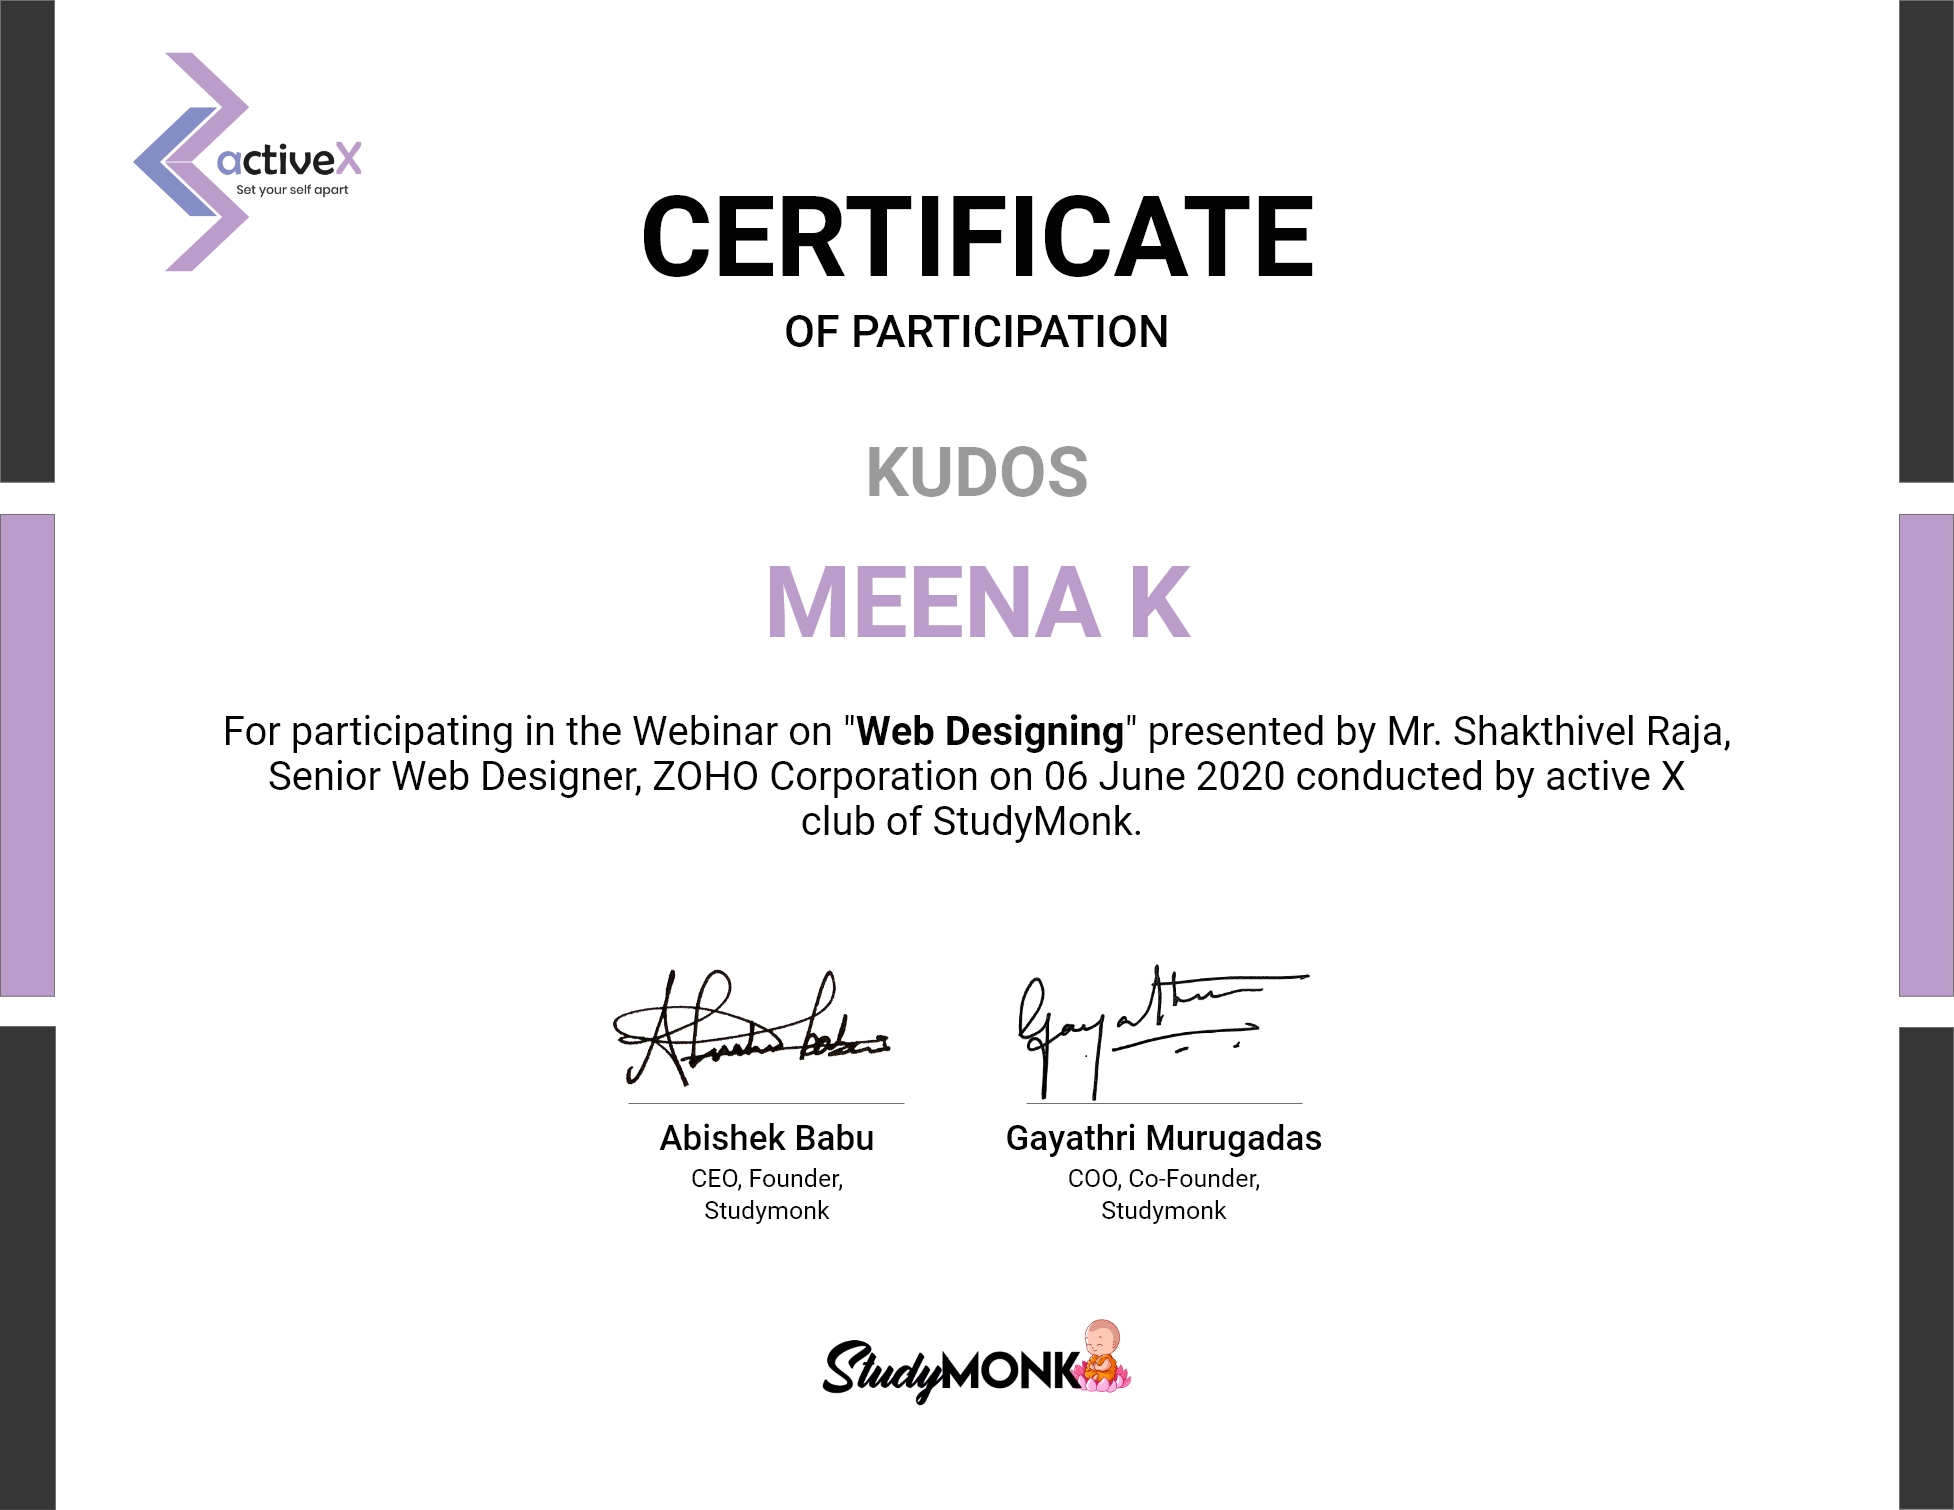 activeX
Set your self apart
CERTIFICATE
OF PARTICIPATION
KUDOS
MEENA K
For participating in the Webinar on "Web Designing" presented by Mr. Shakthivel Raja,
Senior Web Designer, ZOHO Corporation on 06 June 2020 conducted by active X
club of StudyMonk.
Abishek Babu
CEO, Founder,
Studymonk
Gayathri Murugadas
COO, Co-Founder,
Studymonk
StudyMONK